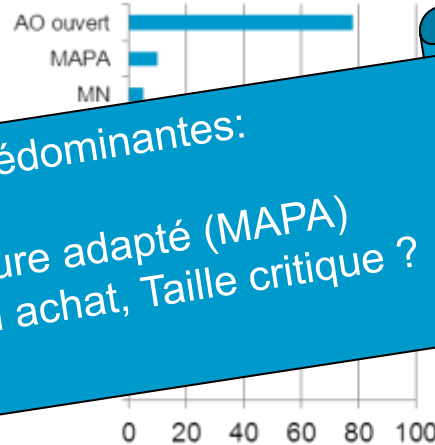 AO ouvert
MAPA
MN
édominantes:
ure adapté (MAPA)
achat, Taille critique ?
0 20 40 60 80 100